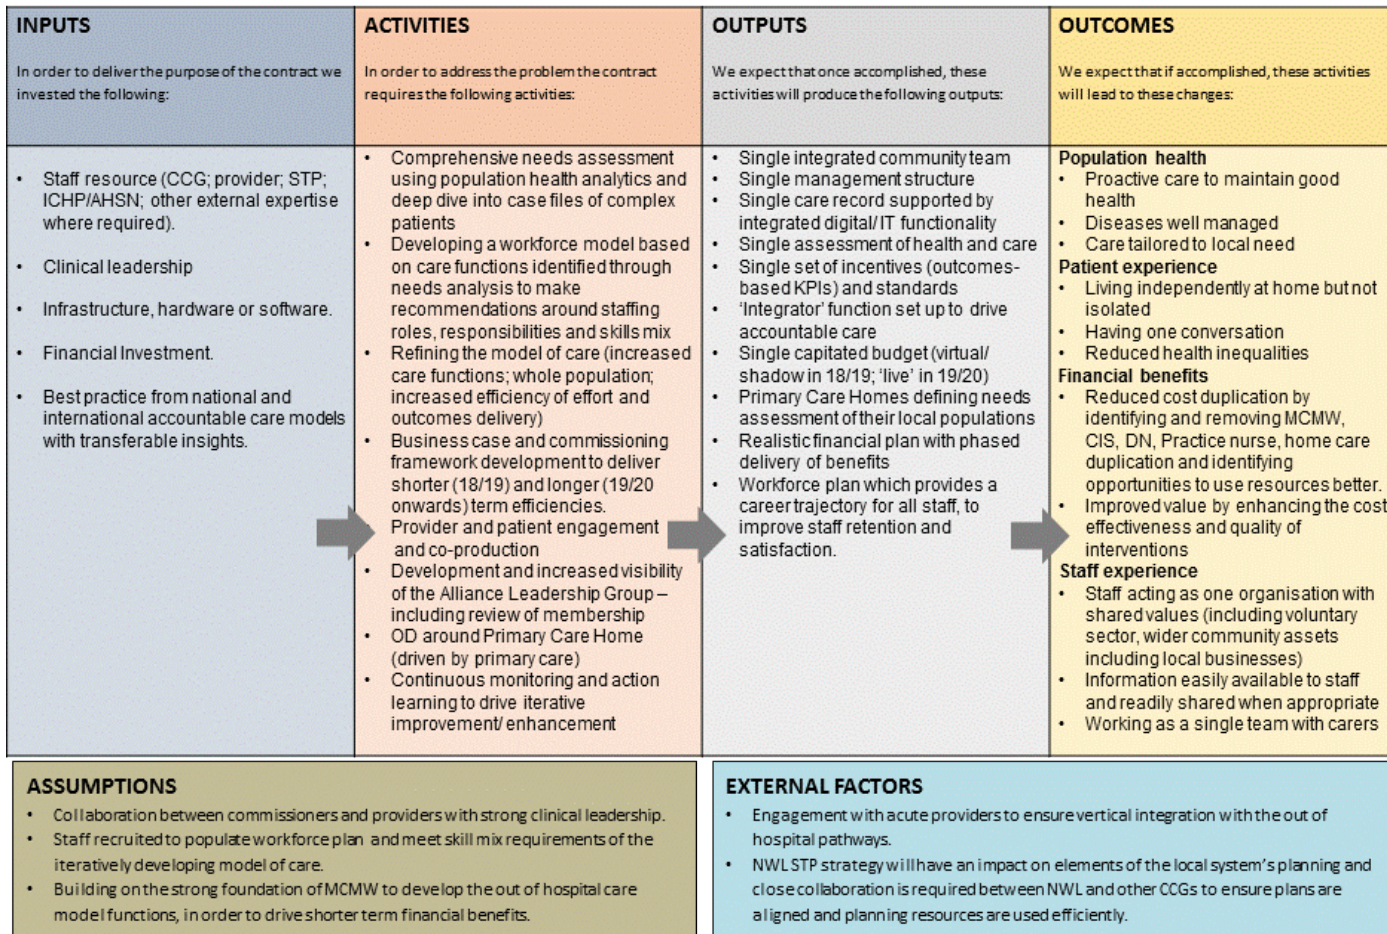 INPUTS
In order to deliver the purpose of the contract we
invested the following:
• Staff resource (CCG; provider; STP;
ICHP/AHSN; other external expertise
where required).
• Clinical leadership
• Infrastructure, hardware or software.
• Financial Investment.
• Best practice from national and
international accountable care models
with transferable insights.
ACTIVITIES
In order to address the problem the contract
requires the following activities:
• Comprehensive needs assessment
using population health analytics and
deep dive into case files of complex
patients
• Developing a workforce model based
on care functions identified through
needs analysis to make
recommendations around staffing
roles, responsibilities and skills mix
• Refining the model of care (increased
care functions; whole population;
increased efficiency of effort and
outcomes delivery)
• Business case and commissioning
framework development to deliver
shorter (18/19) and longer (19/20
onwards) term efficiencies.
• Provider and patient engagement
and co-production
• Development and increased visibility
of the Alliance Leadership Group –
including review of membership
• OD around Primary Care Home
(driven by primary care)
• Continuous monitoring and action
learning to drive iterative
improvement/ enhancement
OUTPUTS
We expect that once accomplished, these
activities will produce the following outputs:
• Single integrated community team
• Single management structure
• Single care record supported by
integrated digital/ IT functionality
• Single assessment of health and care
• Single set of incentives (outcomes-
based KPIs) and standards
• ‘Integrator’ function set up to drive
accountable care
• Single capitated budget (virtual/
shadow in 18/19; ‘live’ in 19/20)
• Primary Care Homes defining needs
assessment of their local populations
• Realistic financial plan with phased
delivery of benefits
• Workforce plan which provides a
career trajectory for all staff, to
improve staff retention and
satisfaction.
OUTCOMES
We expect that if accomplished, these activities
will lead to these changes:
Population health
• Proactive care to maintain good
health
• Diseases well managed
• Care tailored to local need
Patient experience
• Living independently at home but not
isolated
• Having one conversation
• Reduced health inequalities
Financial benefits
• Reduced cost duplication by
identifying and removing MCMW,
CIS, DN, Practice nurse, home care
duplication and identifying
opportunities to use resources better.
• Improved value by enhancing the cost
effectiveness and quality of
interventions
Staff experience
• Staff acting as one organisation with
shared values (including voluntary
sector, wider community assets
including local businesses)
• Information easily available to staff
and readily shared when appropriate
• Working as a single team with carers
ASSUMPTIONS
• Collaboration between commissioners and providers with strong clinical leadership.
• Staff recruited to populate workforce plan and meet skill mix requirements of the
iteratively developing model of care.
• Building on the strong foundation of MCMW to develop the out of hospital care
model functions, in order to drive shorter term financial benefits.
EXTERNAL FACTORS
• Engagement with acute providers to ensure vertical integration with the out of
hospital pathways.
• NWL STP strategy will have an impact on elements of the local system’s planning and
close collaboration is required between NWL and other CCGs to ensure plans are
aligned and planning resources are used efficiently.